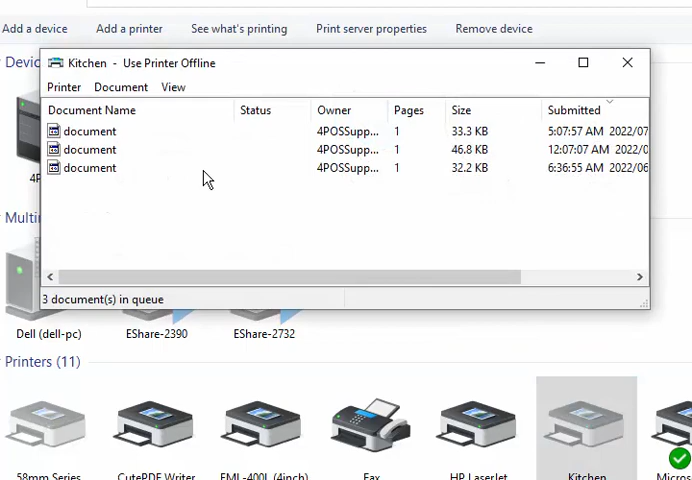 Add a device Add a printer See what's printing Print server properties Remove device
Kitchen - Use Printer Offline
Printer Document View
Document Name Status Owner Pages Size Submitted
document 4POSSupp... 1 33.3 KB 5:07:57 AM 2022/07
document 4POSSupp... 1 46.8 KB 12:07:07 AM 2022/0
document 4POSSupp... 1 32.2 KB 6:36:55 AM 2022/06
3 document(s) in queue
Dell (dell-pc) EShare-2390 EShare-2732
Printers (11)
58mm Series CutePDF Writer FML-400L (4inch) Fax HP LaserJet Kitchen